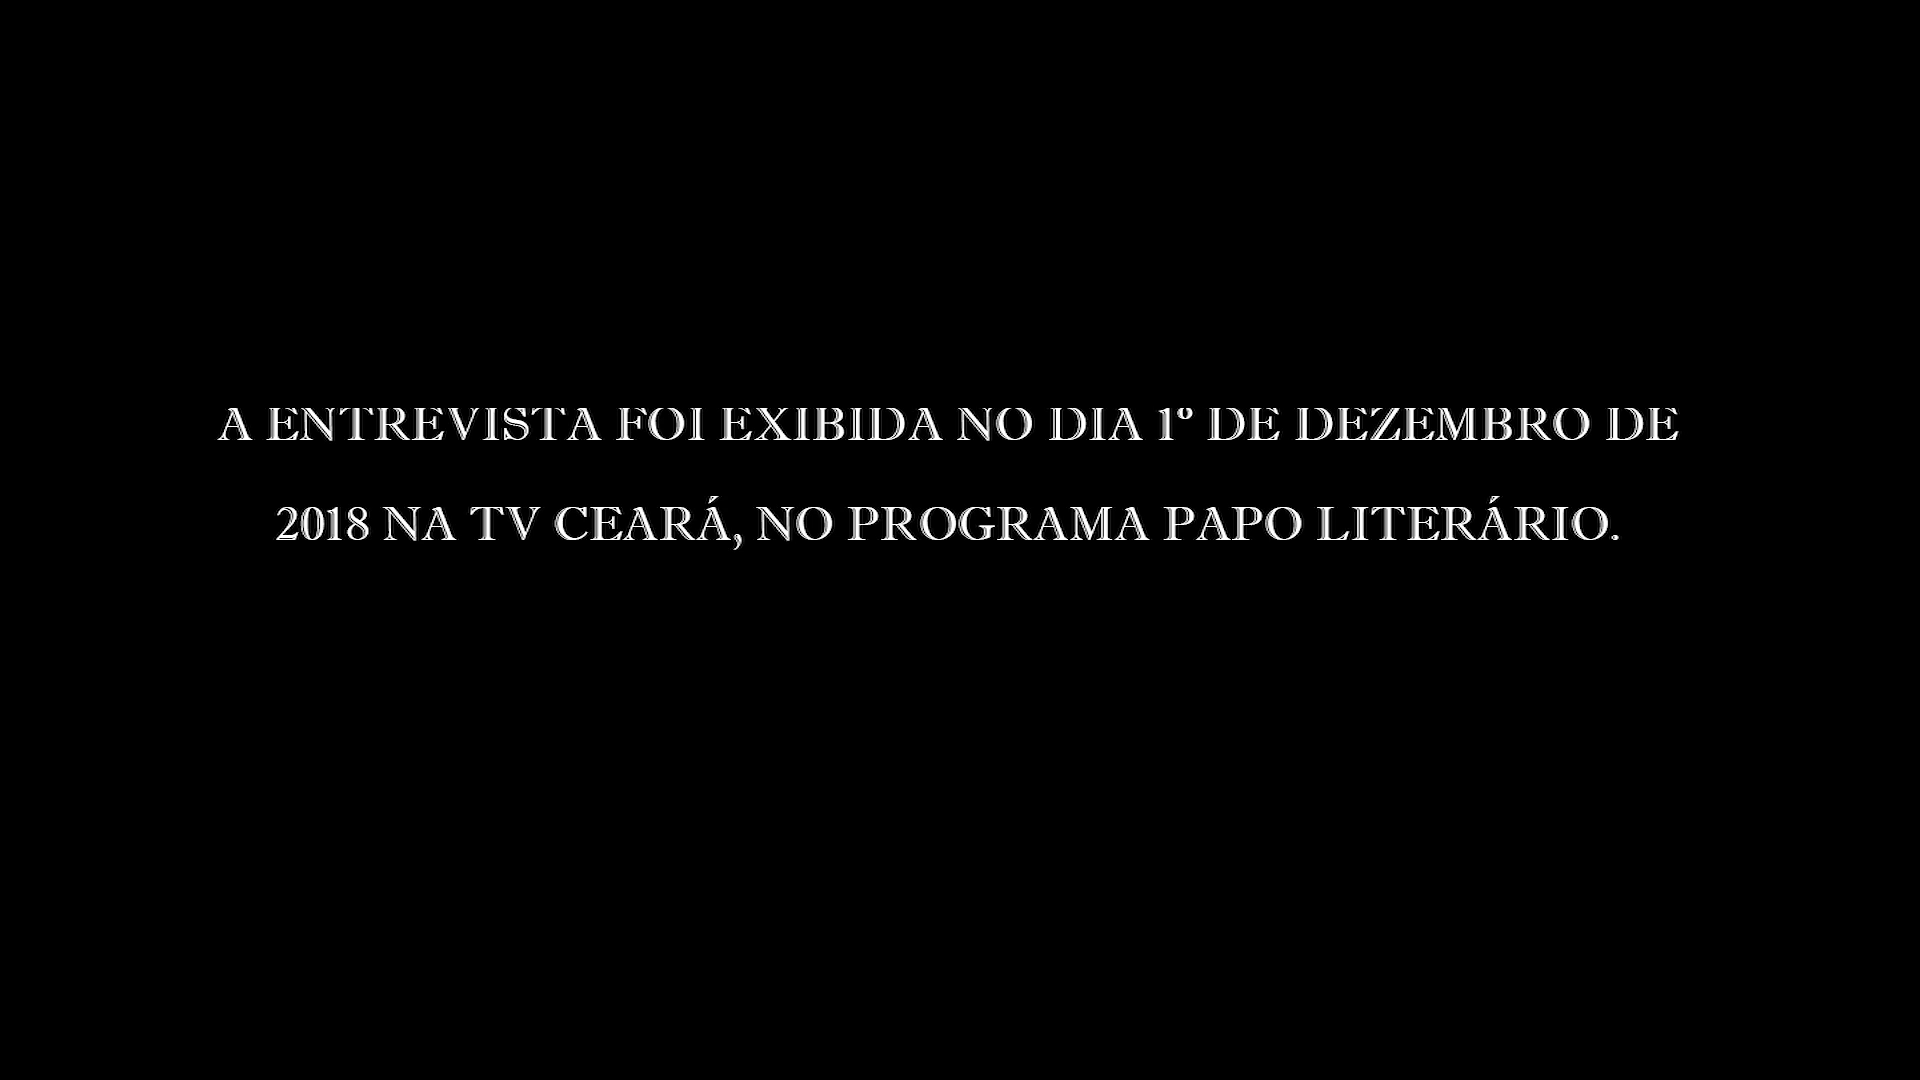 A ENTREVISTA FOI EXIBIDA NO DIA 1º DE DEZEMBRO DE
2018 NA TV CEARÁ, NO PROGRAMA PAPO LITERÁRIO.